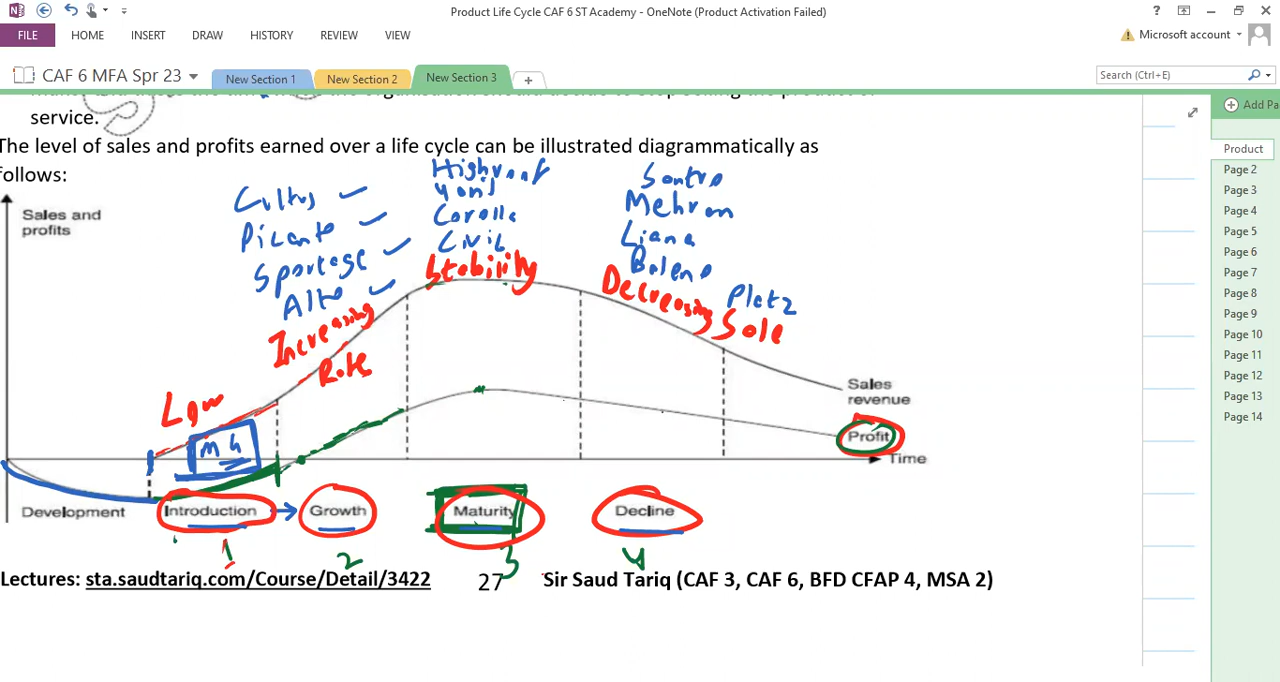 Product Life Cycle CAF 6 ST Academy - OneNote (Product Activation Failed)
FILE HOME INSERT DRAW HISTORY REVIEW VIEW
Microsoft account
CAF 6 MFA Spr 23
New Section 1 New Section 2 New Section 3
Search (Ctrl+E)
Add Pa
Product
Page 2
Page 3
Page 4
Page 5
Page 6
Page 7
Page 8
Page 9
Page 10
Page 11
Page 12
Page 13
Page 14
service.
The level of sales and profits earned over a life cycle can be illustrated diagrammatically as
follows:
Sales and
profits
Cultus
Picanto
Sportage
Alto
Increasing
Rate
Low
Yaris
Corolla
Civic
Stability
Santro
Mehran
Liana
Baleno
Platz
Decreasing
Sale
Sales
revenue
Profit
Time
Development Introduction Growth Maturity Decline
1 2 3 4
Lectures: sta.saudtariq.com/Course/Detail/3422 27 Sir Saud Tariq (CAF 3, CAF 6, BFD CFAP 4, MSA 2)